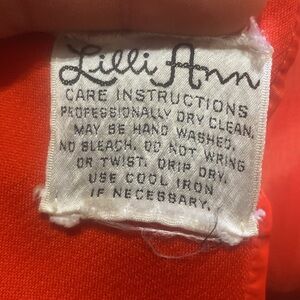 Lilli Ann
CARE INSTRUCTIONS
PROFESSIONALLY DRY CLEAN.
MAY BE HAND WASHED.
NO BLEACH. DO NOT WRING
OR TWIST. DRIP DRY.
USE COOL IRON
IF NECESSARY.